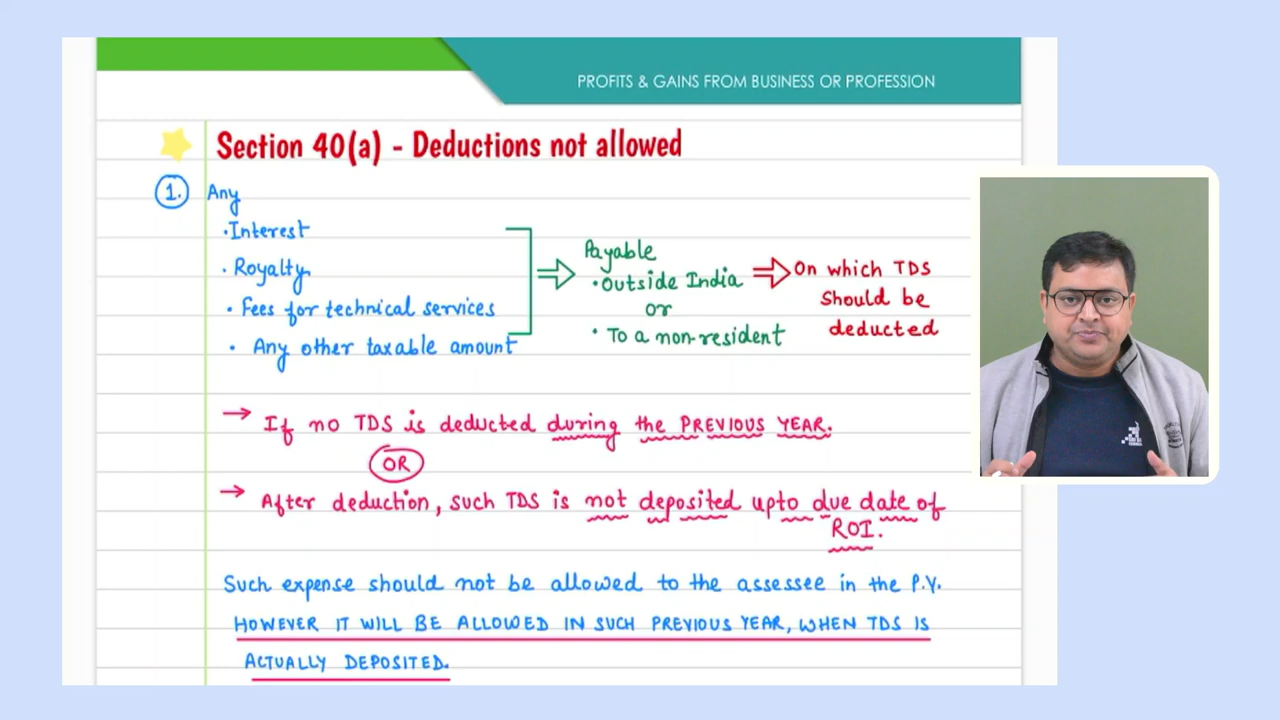 PROFITS & GAINS FROM BUSINESS OR PROFESSION
Section 40(a) - Deductions not allowed
1. Any
·Interest
· Royalty
· Fees for technical services
· Any other taxable amount
Payable
·Outside India
or
· To a non-resident
On which TDS
should be
deducted
→ If no TDS is deducted during the PREVIOUS YEAR.
OR
→ After deduction, such TDS is not deposited upto due date of
ROI.
Such expense should not be allowed to the assessee in the P.Y.
HOWEVER IT WILL BE ALLOWED IN SUCH PREVIOUS YEAR, WHEN TDS IS
ACTUALLY DEPOSITED.